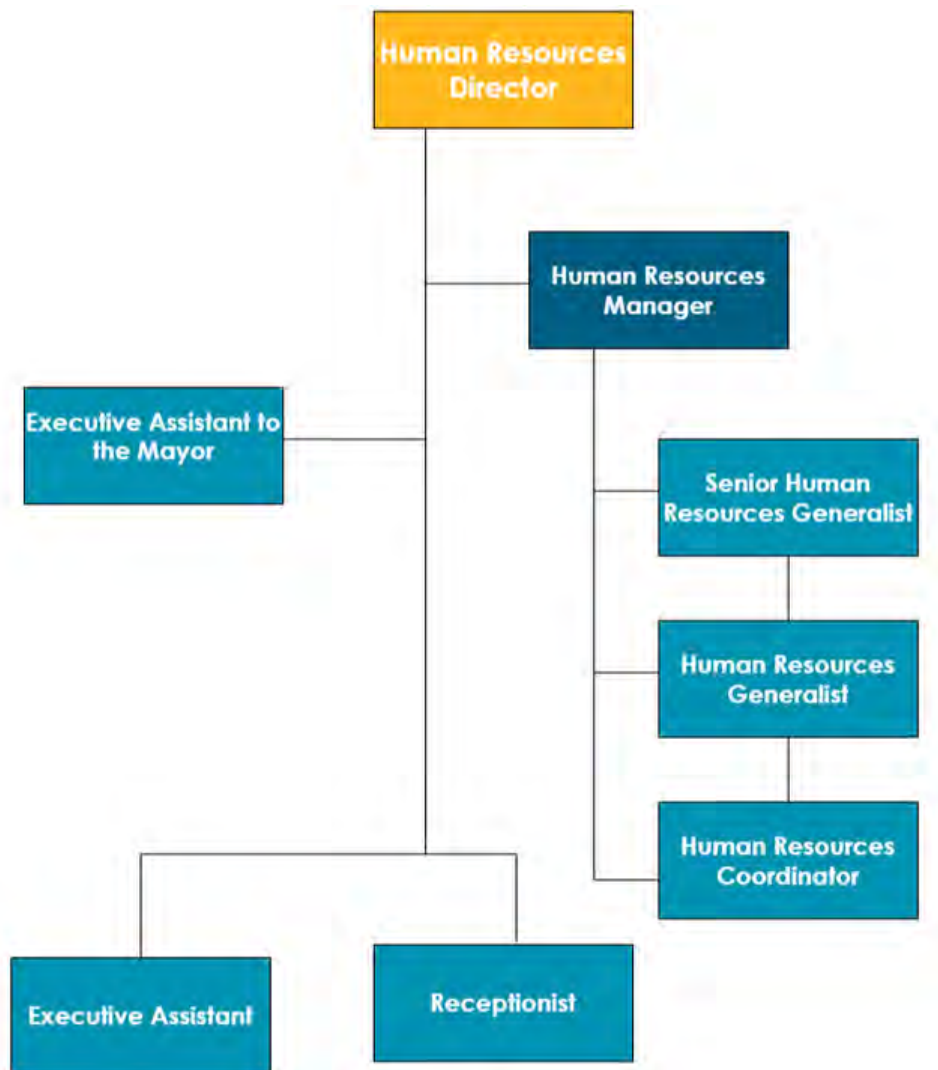 Human Resources
Director
Human Resources
Manager
Executive Assistant to
the Mayor
Senior Human
Resources Generalist
Human Resources
Generalist
Human Resources
Coordinator
Executive Assistant
Receptionist